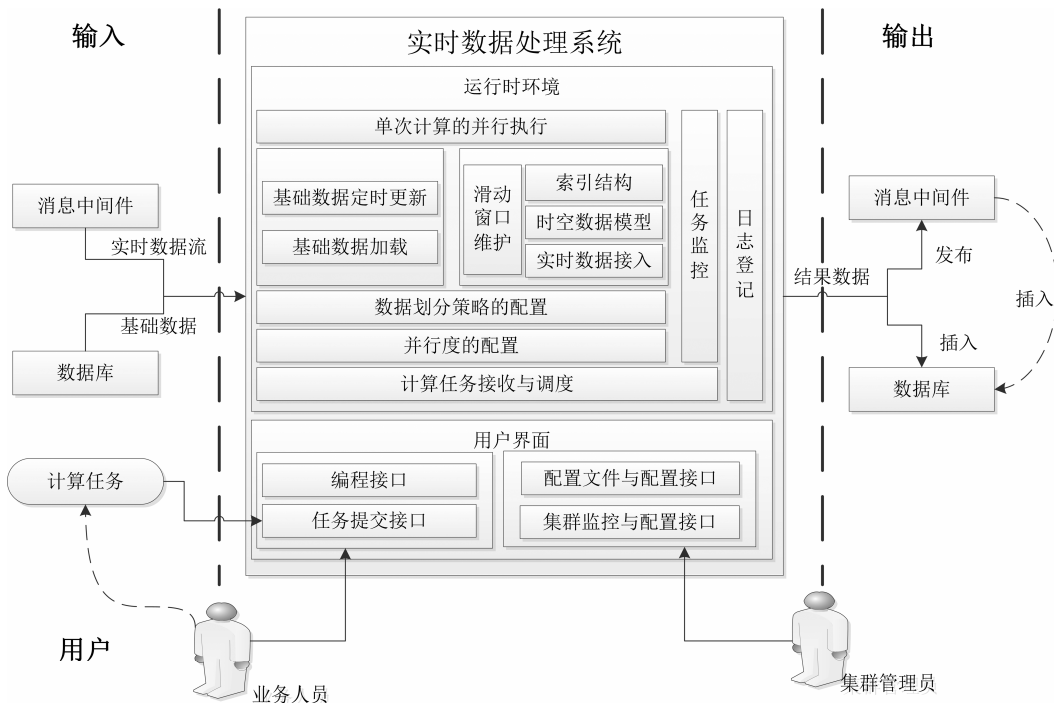 输入
实时数据处理系统
输出
运行时环境
单次计算的并行执行
基础数据定时更新
基础数据加载
滑动
窗口
维护
索引结构
时空数据模型
实时数据接入
任务监控
日志登记
数据划分策略的配置
并行度的配置
计算任务接收与调度
消息中间件
实时数据流
基础数据
数据库
消息中间件
结果数据
发布
插入
插入
数据库
用户界面
计算任务
编程接口
任务提交接口
配置文件与配置接口
集群监控与配置接口
用户
业务人员
集群管理员